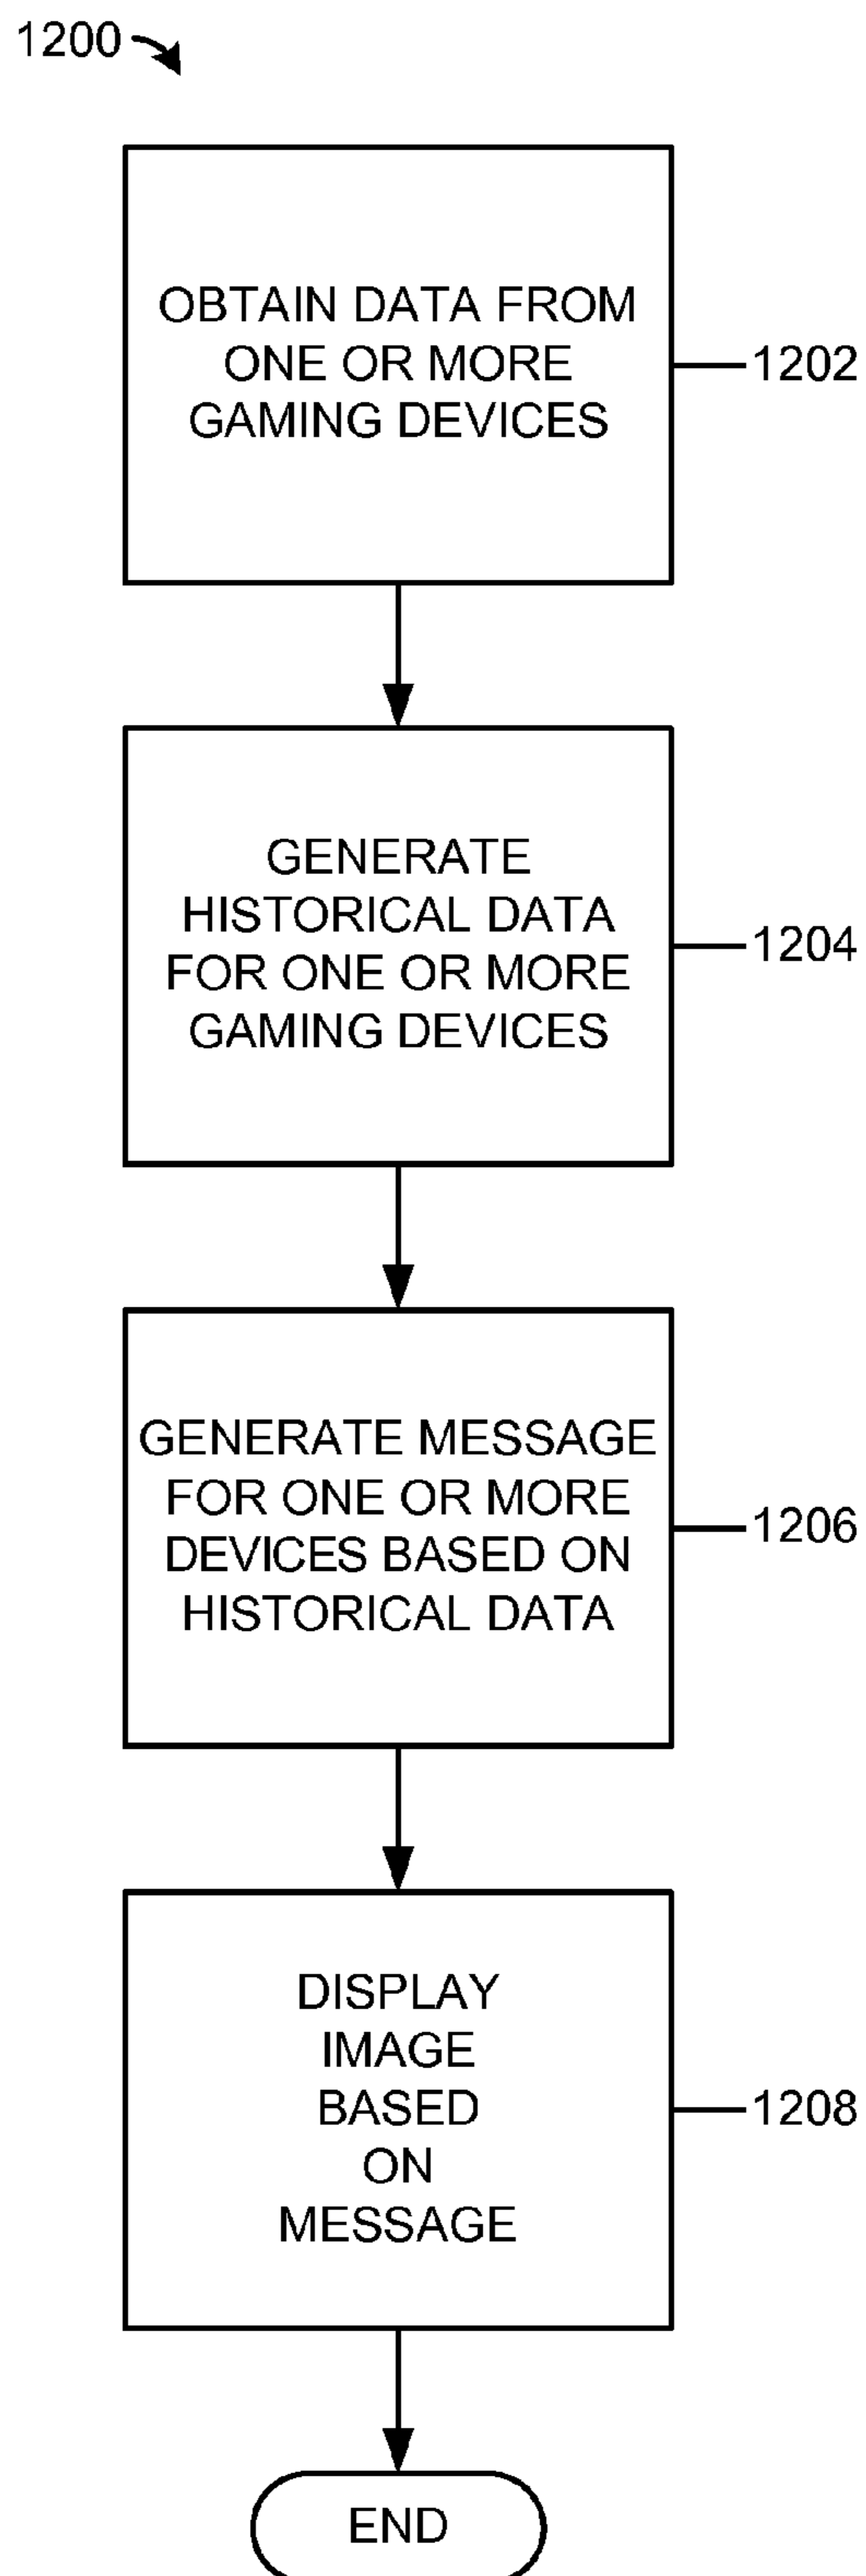 1200
OBTAIN DATA FROM
ONE OR MORE
GAMING DEVICES
1202
GENERATE
HISTORICAL DATA
FOR ONE OR MORE
GAMING DEVICES
1204
GENERATE MESSAGE
FOR ONE OR MORE
DEVICES BASED ON
HISTORICAL DATA
1206
DISPLAY
IMAGE
BASED
ON
MESSAGE
1208
END